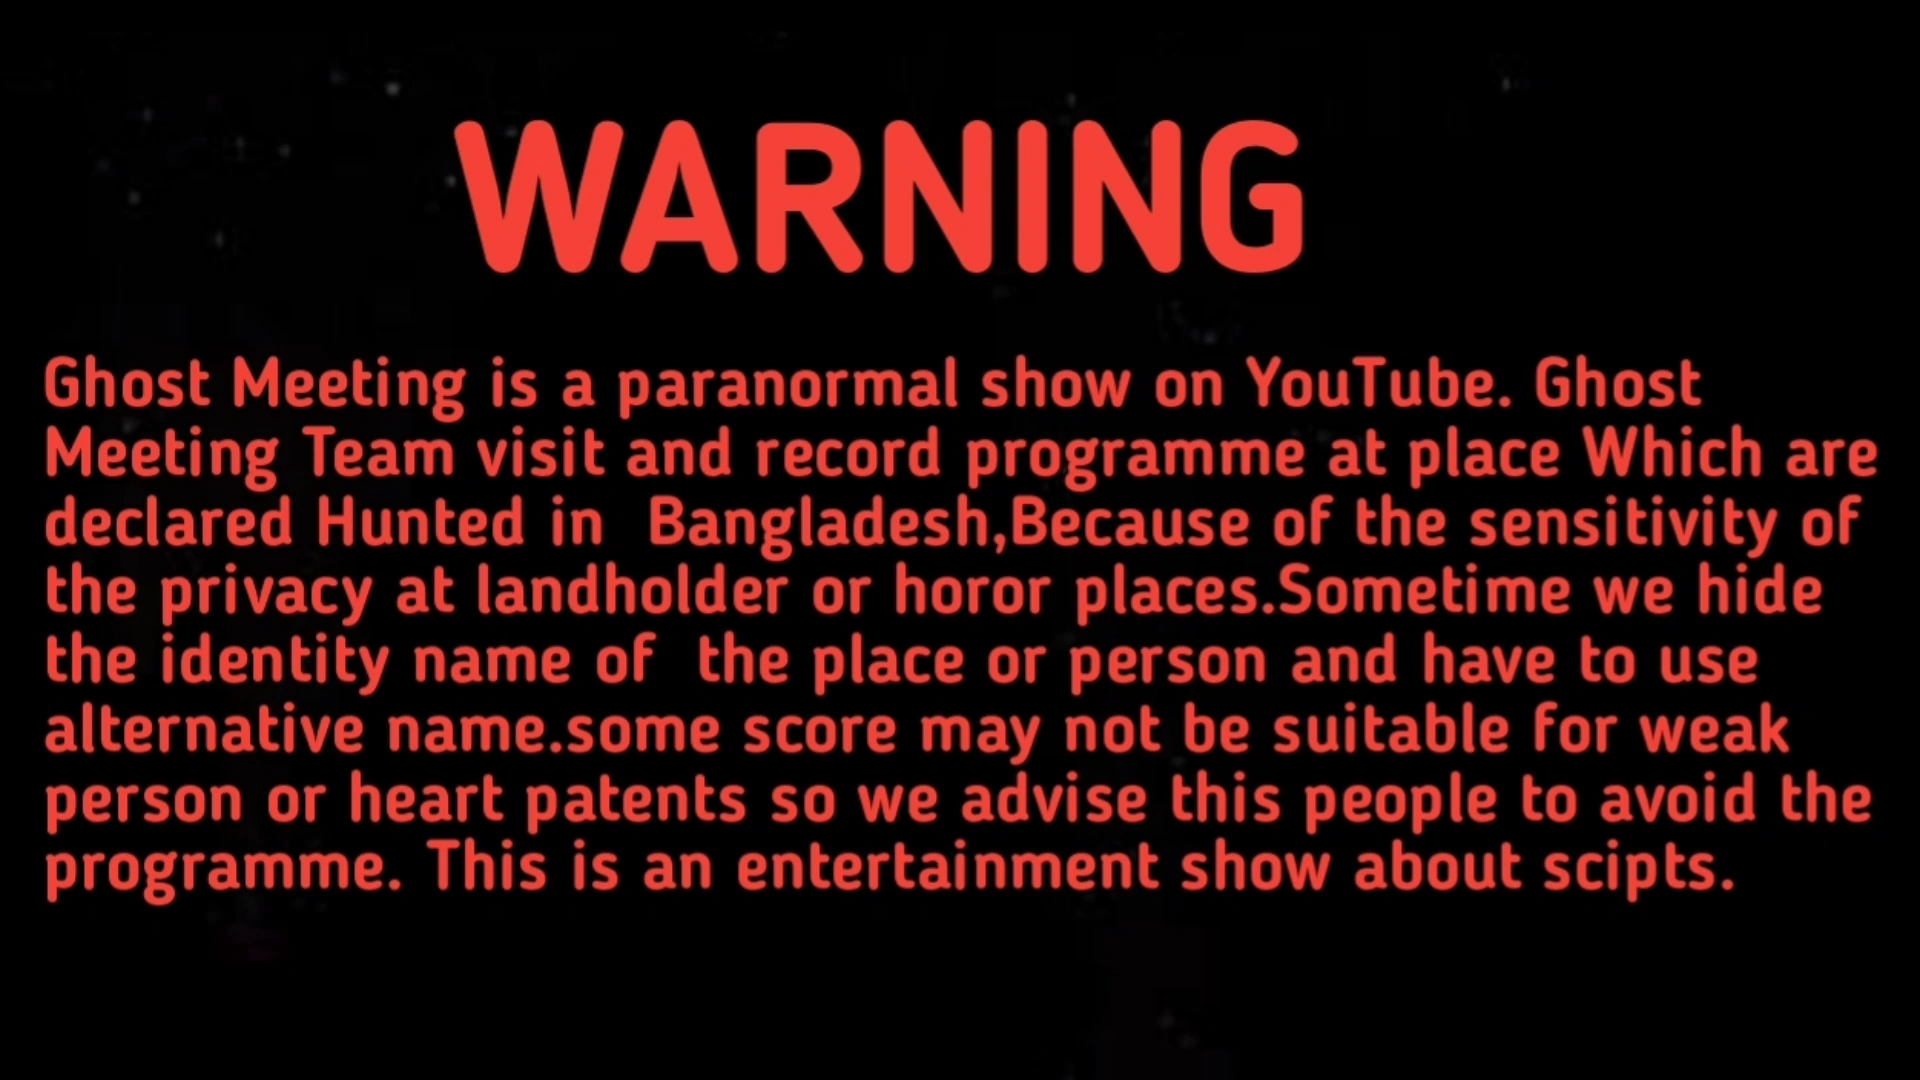 WARNING
Ghost Meeting is a paranormal show on YouTube. Ghost
Meeting Team visit and record programme at place Which are
declared Hunted in  Bangladesh,Because of the sensitivity of
the privacy at landholder or horor places.Sometime we hide
the identity name of  the place or person and have to use
alternative name.some score may not be suitable for weak
person or heart patents so we advise this people to avoid the
programme. This is an entertainment show about scipts.